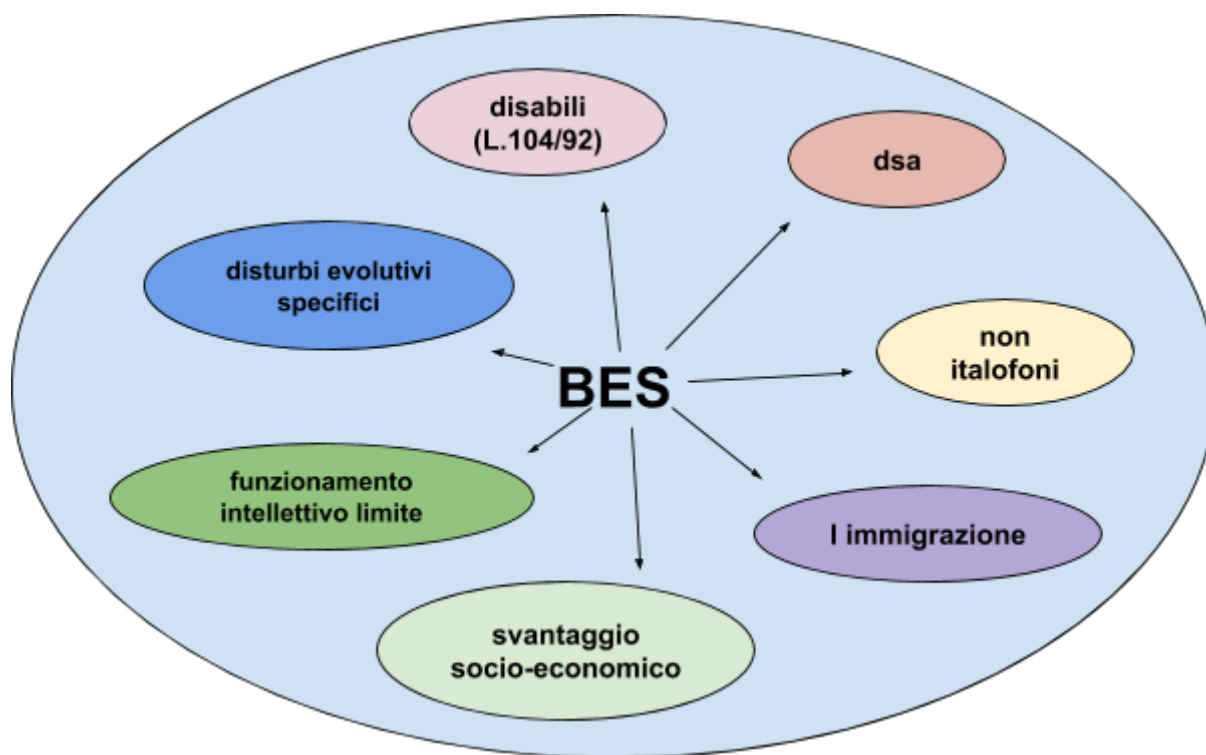 disabili
(L.104/92)
dsa
disturbi evolutivi
specifici
non
italofoni
BES
funzionamento
intellettivo limite
I immigrazione
svantaggio
socio-economico